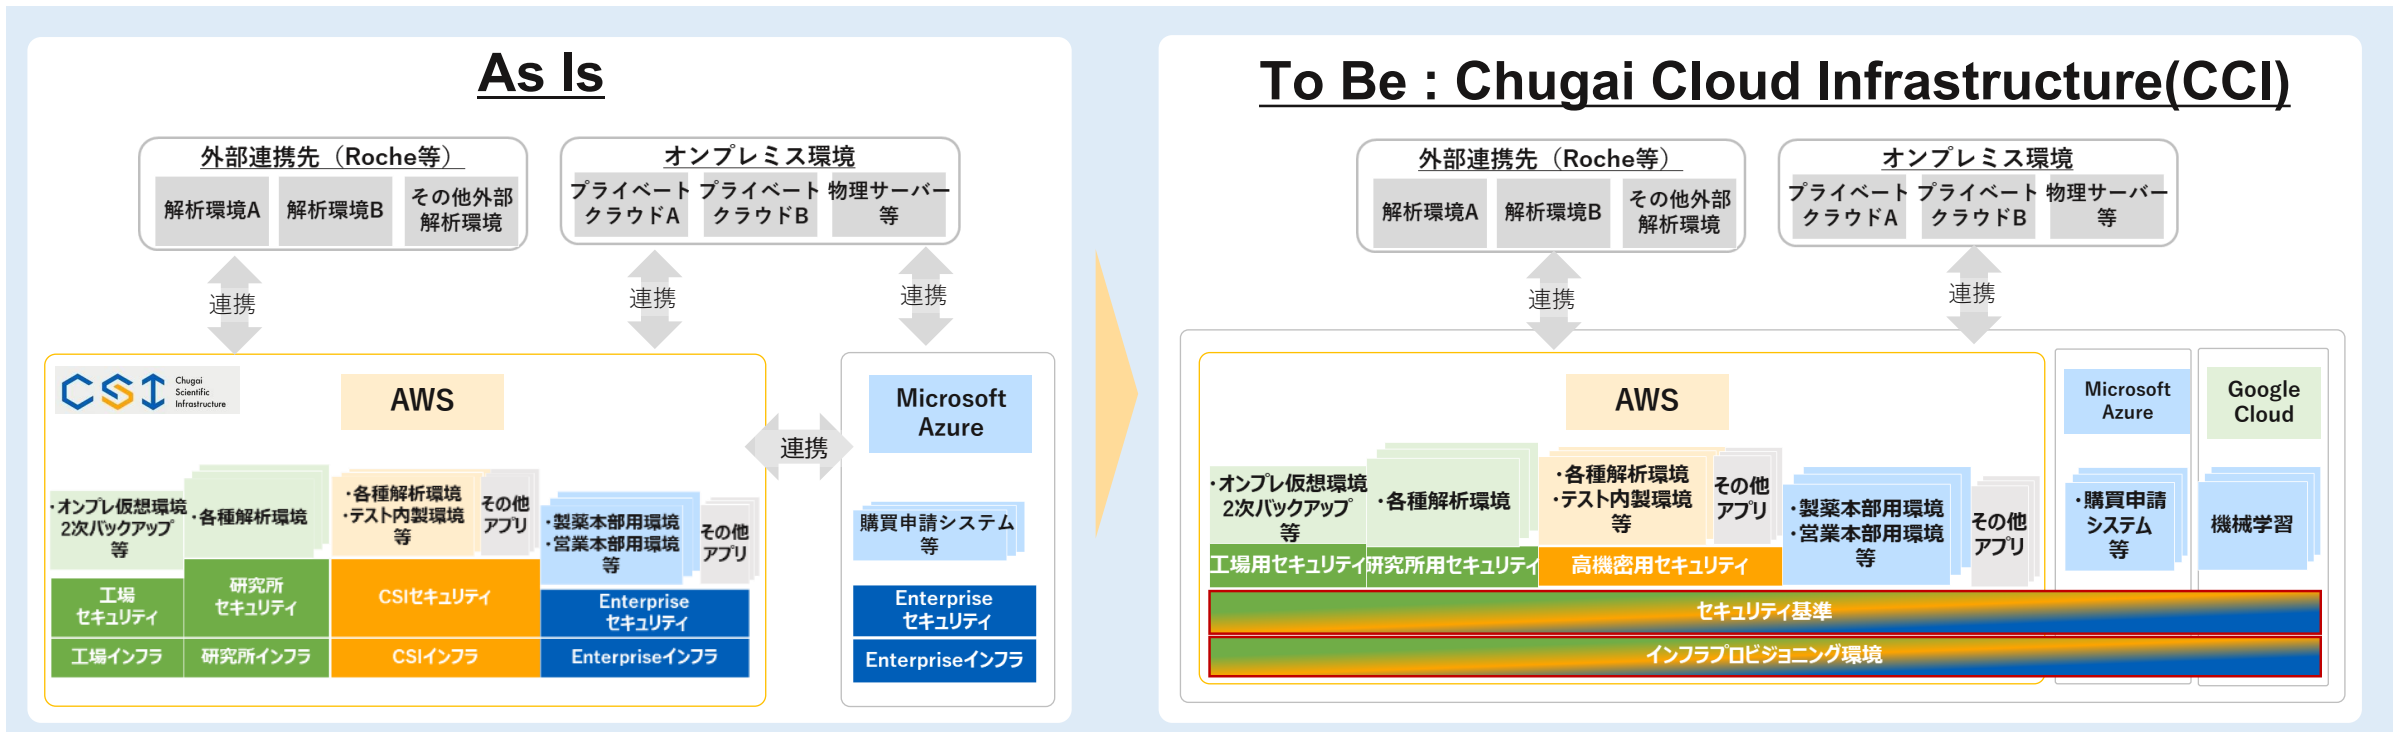 As Is
外部連携先（Roche等）
解析環境A
解析環境B
その他外部
解析環境
オンプレミス環境
プライベート
クラウドA
プライベート
クラウドB
物理サーバー
等
連携
連携
連携
CSI
Chugai
Scientific
Infrastructure
AWS
・オンプレ仮想環境
2次バックアップ
等
・各種解析環境
・各種解析環境
・テスト内製環境
等
その他
アプリ
・製薬本部用環境
・営業本部用環境
等
その他
アプリ
工場
セキュリティ
研究所
セキュリティ
CSIセキュリティ
Enterprise
セキュリティ
工場インフラ
研究所インフラ
CSIインフラ
Enterpriseインフラ
連携
Microsoft
Azure
購買申請システム
等
Enterprise
セキュリティ
Enterpriseインフラ
To Be : Chugai Cloud Infrastructure(CCI)
外部連携先（Roche等）
解析環境A
解析環境B
その他外部
解析環境
オンプレミス環境
プライベート
クラウドA
プライベート
クラウドB
物理サーバー
等
連携
連携
AWS
・オンプレ仮想環境
2次バックアップ
等
・各種解析環境
・各種解析環境
・テスト内製環境
等
その他
アプリ
・製薬本部用環境
・営業本部用環境
等
その他
アプリ
工場用セキュリティ
研究所用セキュリティ
高機密用セキュリティ
Microsoft
Azure
・購買申請
システム
等
Google
Cloud
機械学習
セキュリティ基準
インフラプロビジョニング環境